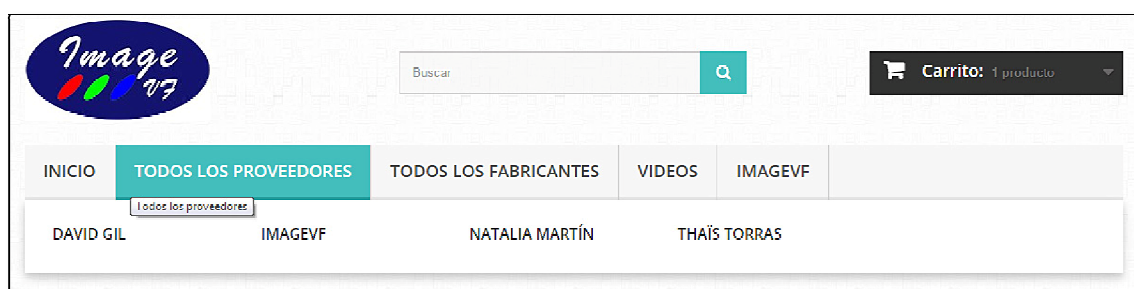 Image
VF
Buscar
Carrito: 1 producto
INICIO TODOS LOS PROVEEDORES TODOS LOS FABRICANTES VIDEOS IMAGEVF
Todos los proveedores
DAVID GIL IMAGEVF NATALIA MARTÍN THAÏS TORRAS